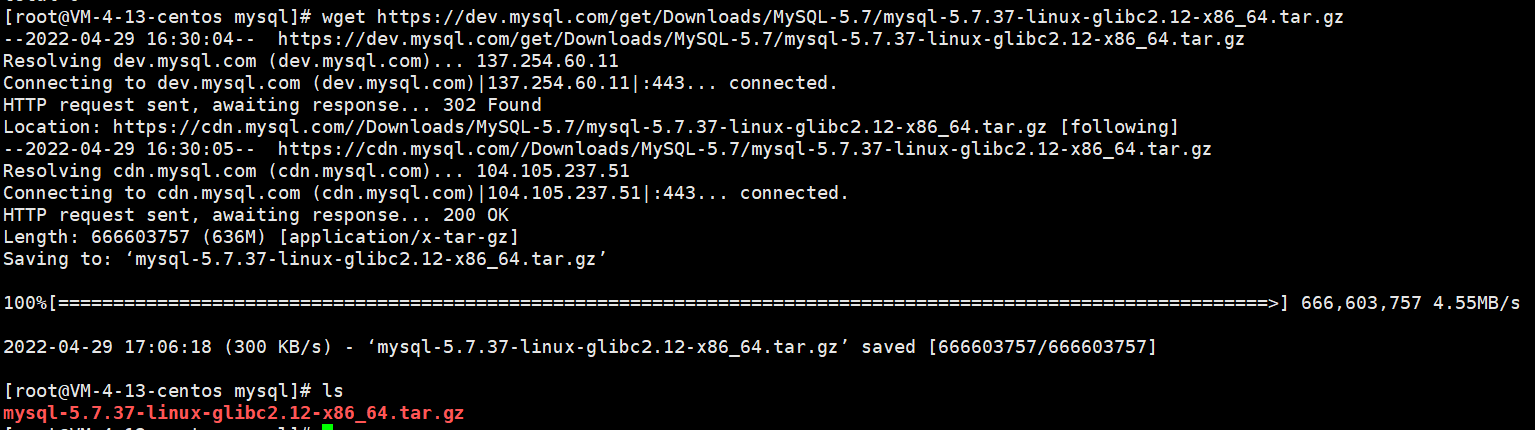 [root@VM-4-13-centos mysql]# wget https://dev.mysql.com/get/Downloads/MySQL-5.7/mysql-5.7.37-linux-glibc2.12-x86_64.tar.gz
--2022-04-29 16:30:04--  https://dev.mysql.com/get/Downloads/MySQL-5.7/mysql-5.7.37-linux-glibc2.12-x86_64.tar.gz
Resolving dev.mysql.com (dev.mysql.com)... 137.254.60.11
Connecting to dev.mysql.com (dev.mysql.com)|137.254.60.11|:443... connected.
HTTP request sent, awaiting response... 302 Found
Location: https://cdn.mysql.com//Downloads/MySQL-5.7/mysql-5.7.37-linux-glibc2.12-x86_64.tar.gz [following]
--2022-04-29 16:30:05--  https://cdn.mysql.com//Downloads/MySQL-5.7/mysql-5.7.37-linux-glibc2.12-x86_64.tar.gz
Resolving cdn.mysql.com (cdn.mysql.com)... 104.105.237.51
Connecting to cdn.mysql.com (cdn.mysql.com)|104.105.237.51|:443... connected.
HTTP request sent, awaiting response... 200 OK
Length: 666603757 (636M) [application/x-tar-gz]
Saving to: ‘mysql-5.7.37-linux-glibc2.12-x86_64.tar.gz’
100%[==============================================================================================================>] 666,603,757 4.55MB/s
2022-04-29 17:06:18 (300 KB/s) - ‘mysql-5.7.37-linux-glibc2.12-x86_64.tar.gz’ saved [666603757/666603757]
[root@VM-4-13-centos mysql]# ls
mysql-5.7.37-linux-glibc2.12-x86_64.tar.gz